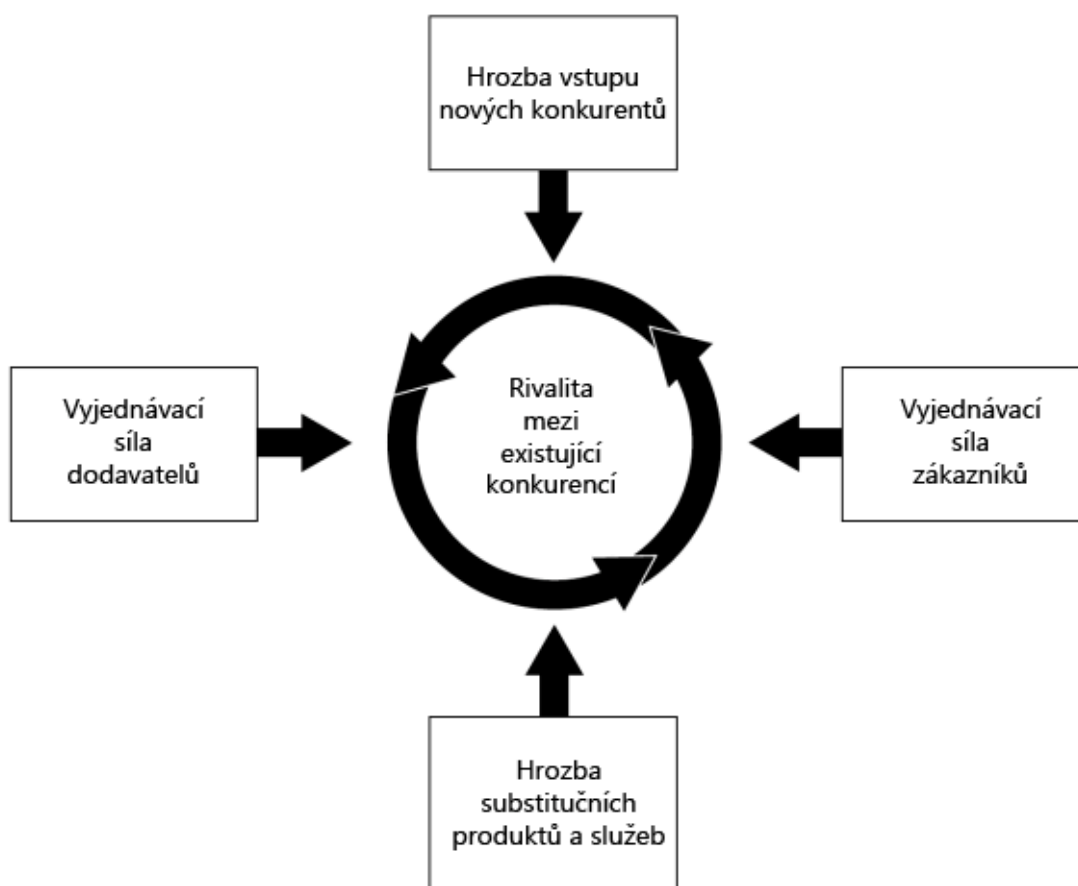 Hrozba vstupu
nových konkurentů
Vyjednávací
síla
dodavatelů
Rivalita
mezi
existující
konkurencí
Vyjednávací
síla
zákazníků
Hrozba
substitučních
produktů a služeb